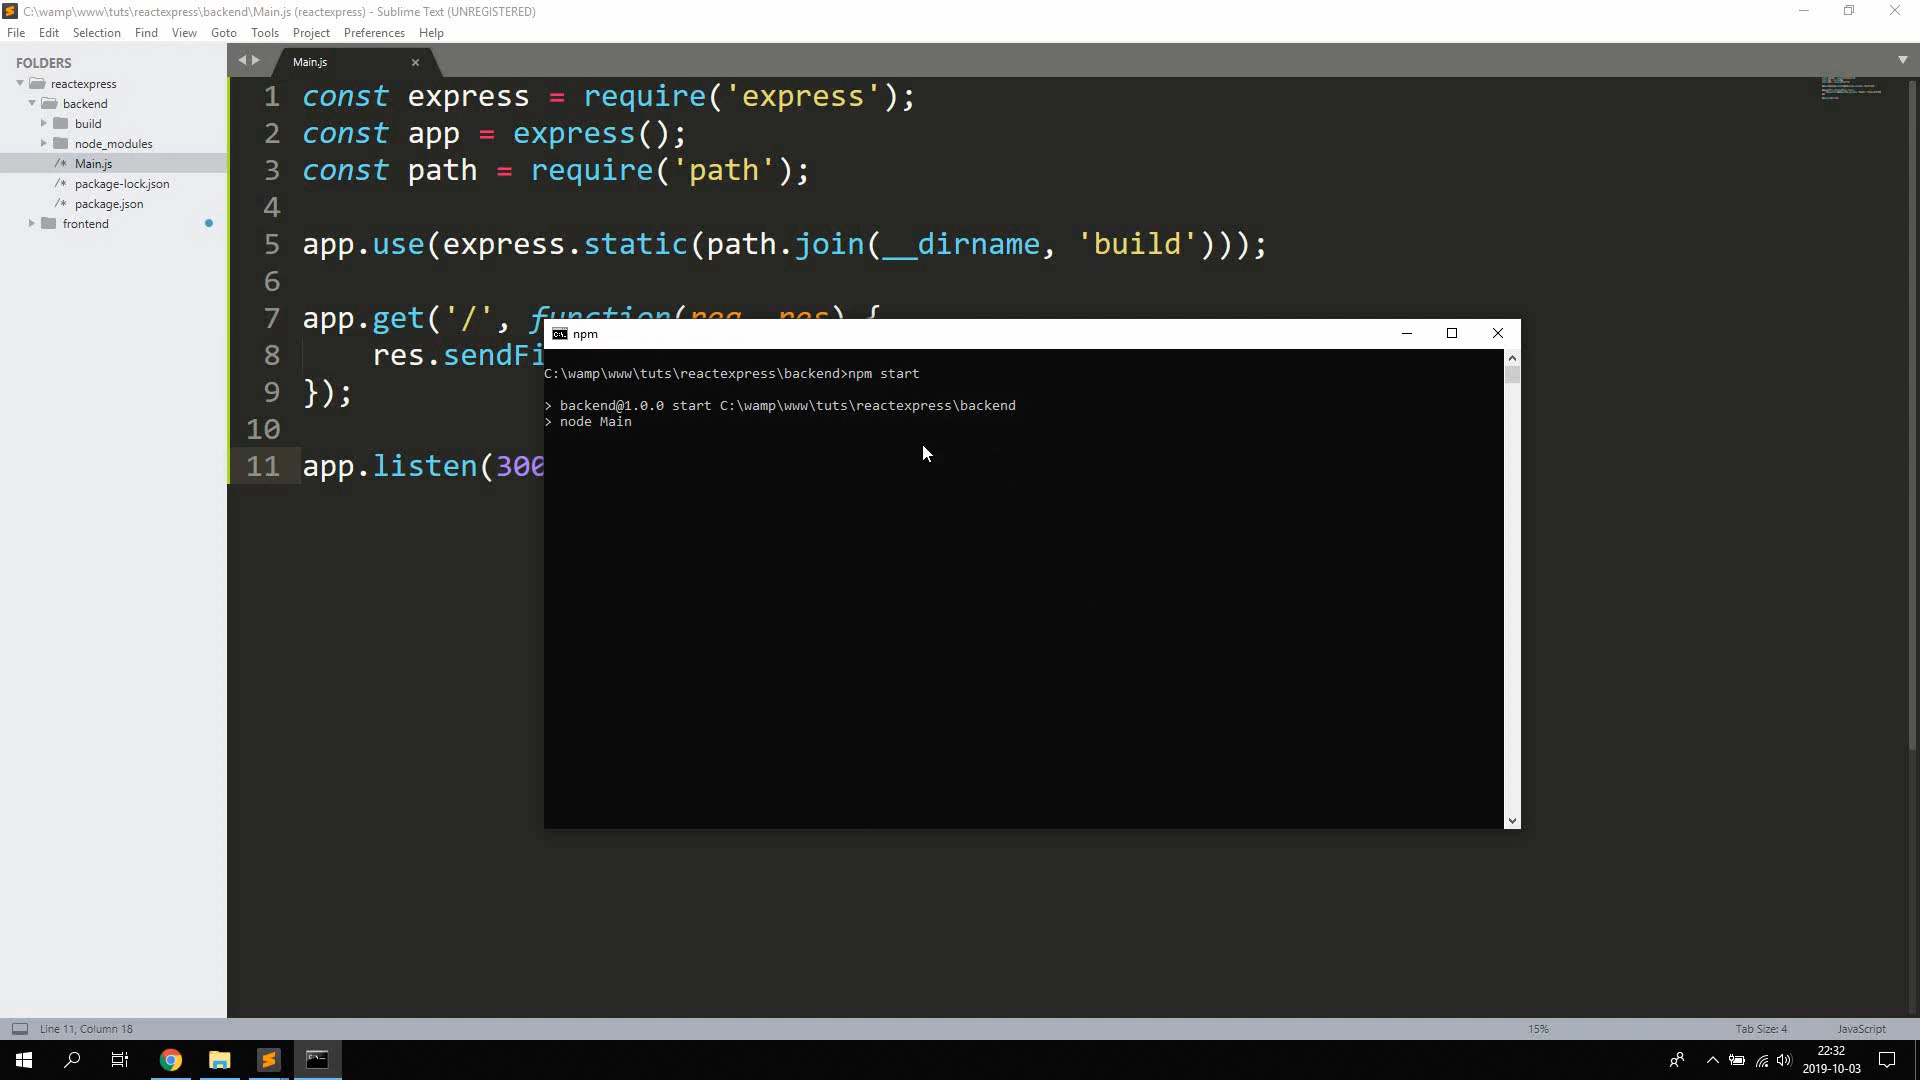 C:\wamp\www\tuts\reactexpress\backend\Main.js (reactexpress) - Sublime Text (UNREGISTERED)
File Edit Selection Find View Goto Tools Project Preferences Help
FOLDERS
reactexpress
backend
build
node_modules
/* Main.js
/* package-lock.json
/* package.json
frontend
Main.js
1 const express = require('express');
2 const app = express();
3 const path = require('path');
4
5 app.use(express.static(path.join(__dirname, 'build')));
6
7 app.get('/', function(req, res) {
8 res.sendFi
9 });
10
11 app.listen(300
npm
C:\wamp\www\tuts\reactexpress\backend>npm start
> backend@1.0.0 start C:\wamp\www\tuts\reactexpress\backend
> node Main
Line 11, Column 18
15%
Tab Size: 4
JavaScript
22:32
2019-10-03